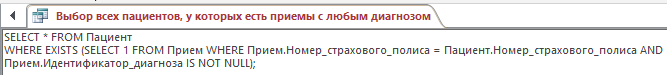 Выбор всех пациентов, у которых есть приемы с любым диагнозом
SELECT * FROM Пациент
WHERE EXISTS (SELECT 1 FROM Прием WHERE Прием.Номер_страхового_полиса = Пациент.Номер_страхового_полиса AND
Прием.Идентификатор_диагноза IS NOT NULL);